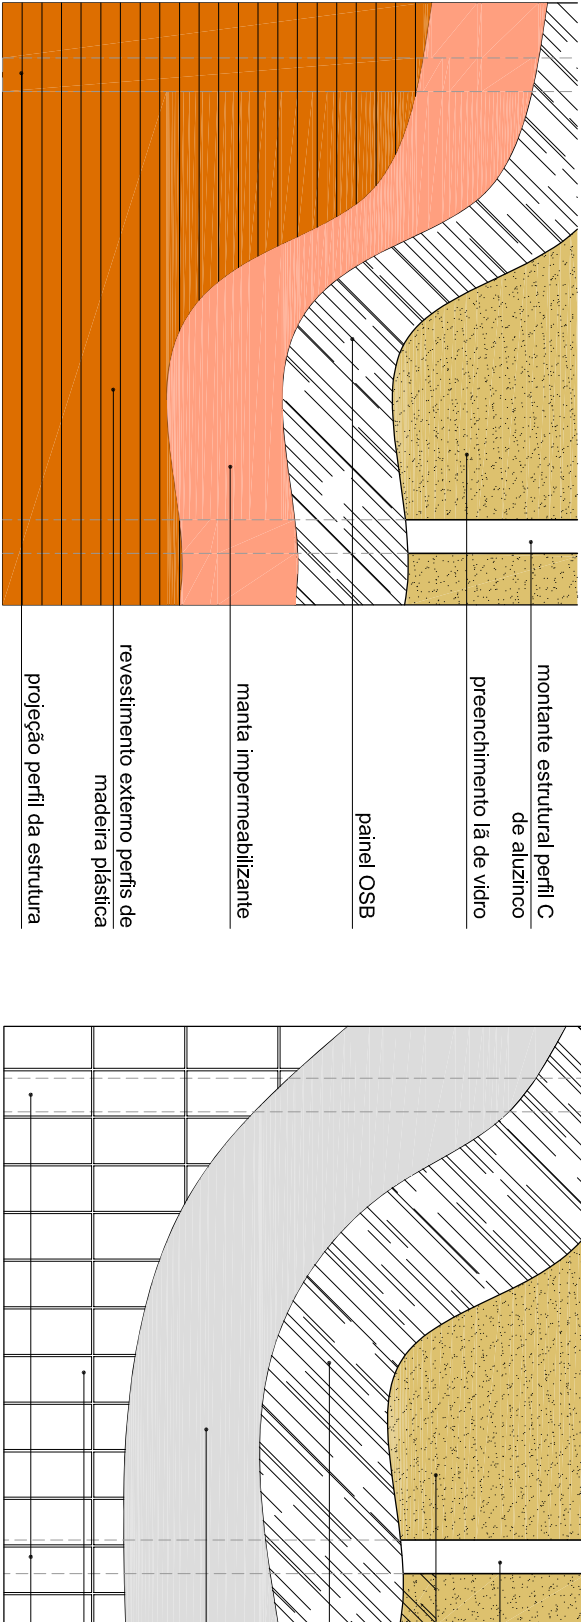 montante estrutural perfil C
de aluzinco
preenchimento lã de vidro
painel OSB
manta impermeabilizante
revestimento externo perfis de
madeira plástica
projeção perfil da estrutura